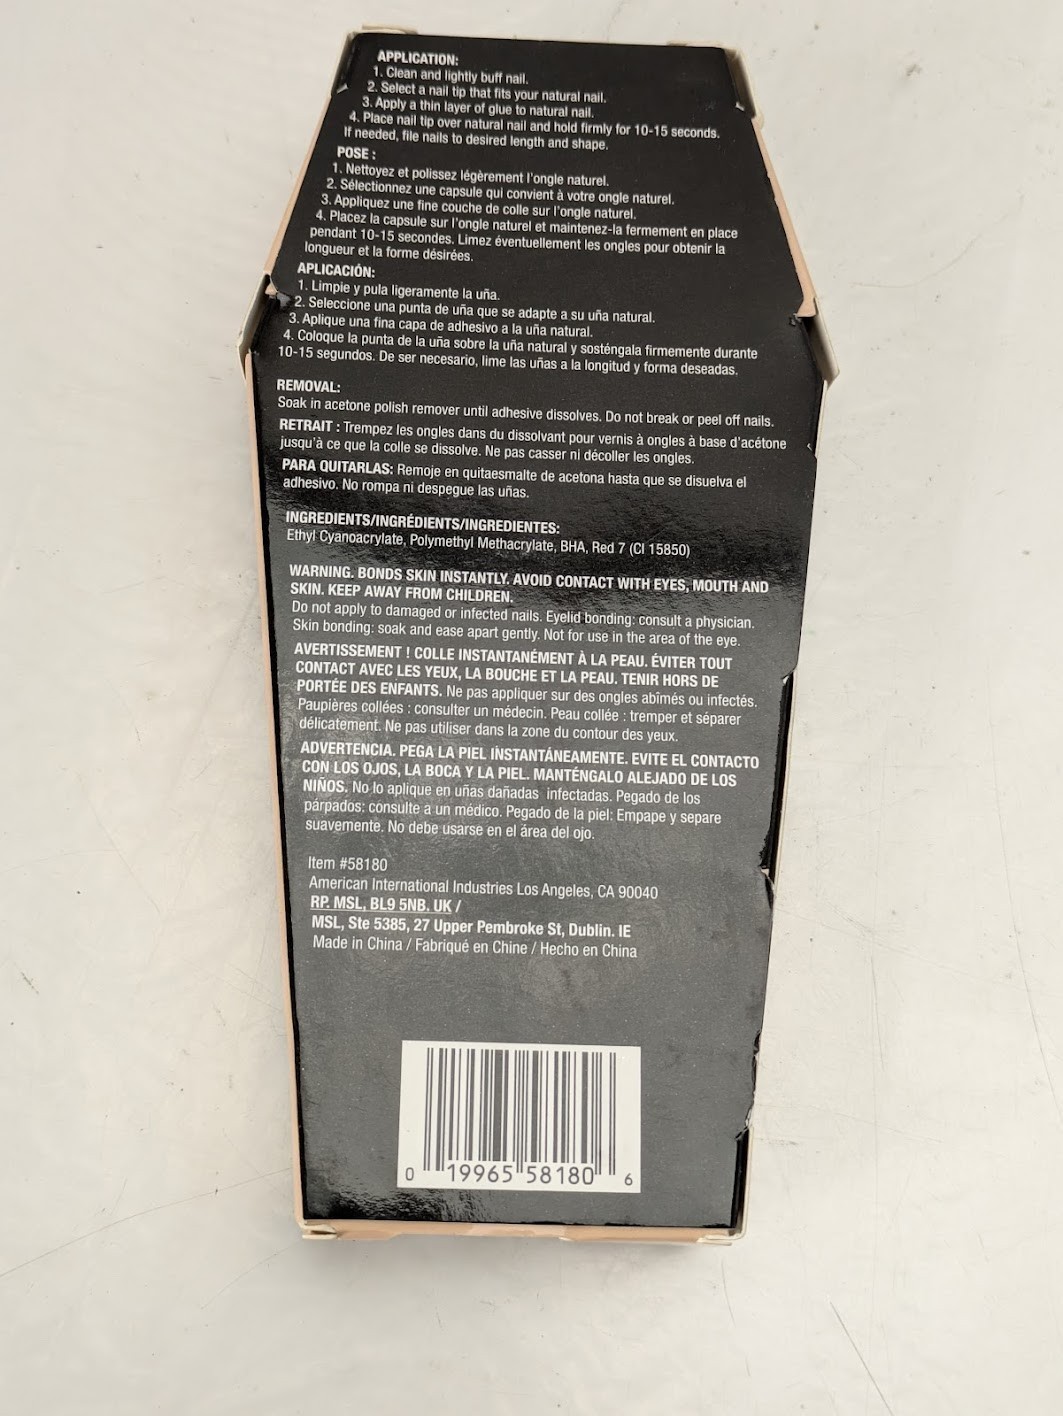 APPLICATION:
1. Clean and lightly buff nail.
2. Select a nail tip that fits your natural nail.
3. Apply a thin layer of glue to natural nail.
4. Place nail tip over natural nail and hold firmly for 10-15 seconds.
If needed, file nails to desired length and shape.
POSE :
1. Nettoyez et polissez légèrement l'ongle naturel.
2. Sélectionnez une capsule qui convient à votre ongle naturel.
3. Appliquez une fine couche de colle sur l'ongle naturel.
4. Placez la capsule sur l'ongle naturel et maintenez-la fermement en place
pendant 10-15 secondes. Limez éventuellement les ongles pour obtenir la
longueur et la forme désirées.
APLICACIÓN:
1. Limpie y pula ligeramente la uña.
2. Seleccione una punta de uña que se adapte a su uña natural.
3. Aplique una fina capa de adhesivo a la uña natural.
4. Coloque la punta de la uña sobre la uña natural y sosténgala firmemente durante
10-15 segundos. De ser necesario, lime las uñas a la longitud y forma deseadas.
REMOVAL:
Soak in acetone polish remover until adhesive dissolves. Do not break or peel off nails.
RETRAIT : Trempez les ongles dans du dissolvant pour vernis à ongles à base d'acétone
jusqu'à ce que la colle se dissolve. Ne pas casser ni décoller les ongles.
PARA QUITARLAS: Remoje en quitaesmalte de acetona hasta que se disuelva el
adhesivo. No rompa ni despegue las uñas.
INGREDIENTS/INGRÉDIENTS/INGREDIENTES:
Ethyl Cyanoacrylate, Polymethyl Methacrylate, BHA, Red 7 (CI 15850)
WARNING. BONDS SKIN INSTANTLY. AVOID CONTACT WITH EYES, MOUTH AND
SKIN. KEEP AWAY FROM CHILDREN.
Do not apply to damaged or infected nails. Eyelid bonding: consult a physician.
Skin bonding: soak and ease apart gently. Not for use in the area of the eye.
AVERTISSEMENT ! COLLE INSTANTANÉMENT À LA PEAU. ÉVITER TOUT
CONTACT AVEC LES YEUX, LA BOUCHE ET LA PEAU. TENIR HORS DE
PORTÉE DES ENFANTS. Ne pas appliquer sur des ongles abîmés ou infectés.
Paupières collées : consulter un médecin. Peau collée : tremper et séparer
délicatement. Ne pas utiliser dans la zone du contour des yeux.
ADVERTENCIA. PEGA LA PIEL INSTANTÁNEAMENTE. EVITE EL CONTACTO
CON LOS OJOS, LA BOCA Y LA PIEL. MANTÉNGALO ALEJADO DE LOS
NIÑOS. No lo aplique en uñas dañadas infectadas. Pegado de los
párpados: consulte a un médico. Pegado de la piel: Empape y separe
suavemente. No debe usarse en el área del ojo.
Item #58180
American International Industries Los Angeles, CA 90040
RP. MSL, BL9 5NB. UK /
MSL, Ste 5385, 27 Upper Pembroke St, Dublin. IE
Made in China / Fabriqué en Chine / Hecho en China
0 19965 58180 6